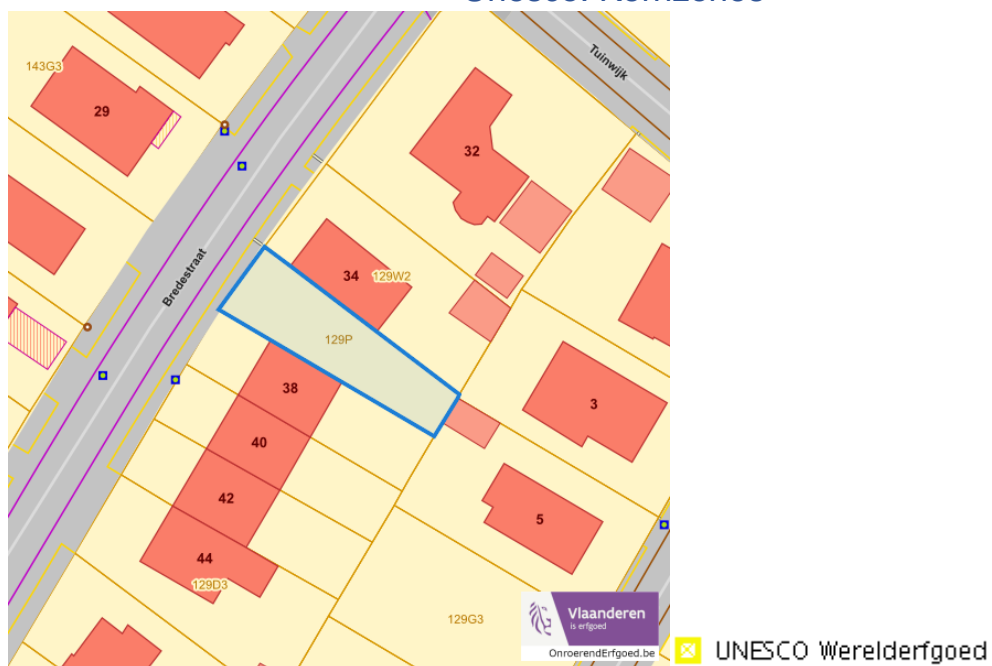 Tuinwijk
143G3
29
32
Bredestraat
34
129W2
129P
38
3
40
42
5
44
129D3
129G3
Vlaanderen
is erfgoed
OnroerendErfgoed.be
UNESCO Werelderfgoed